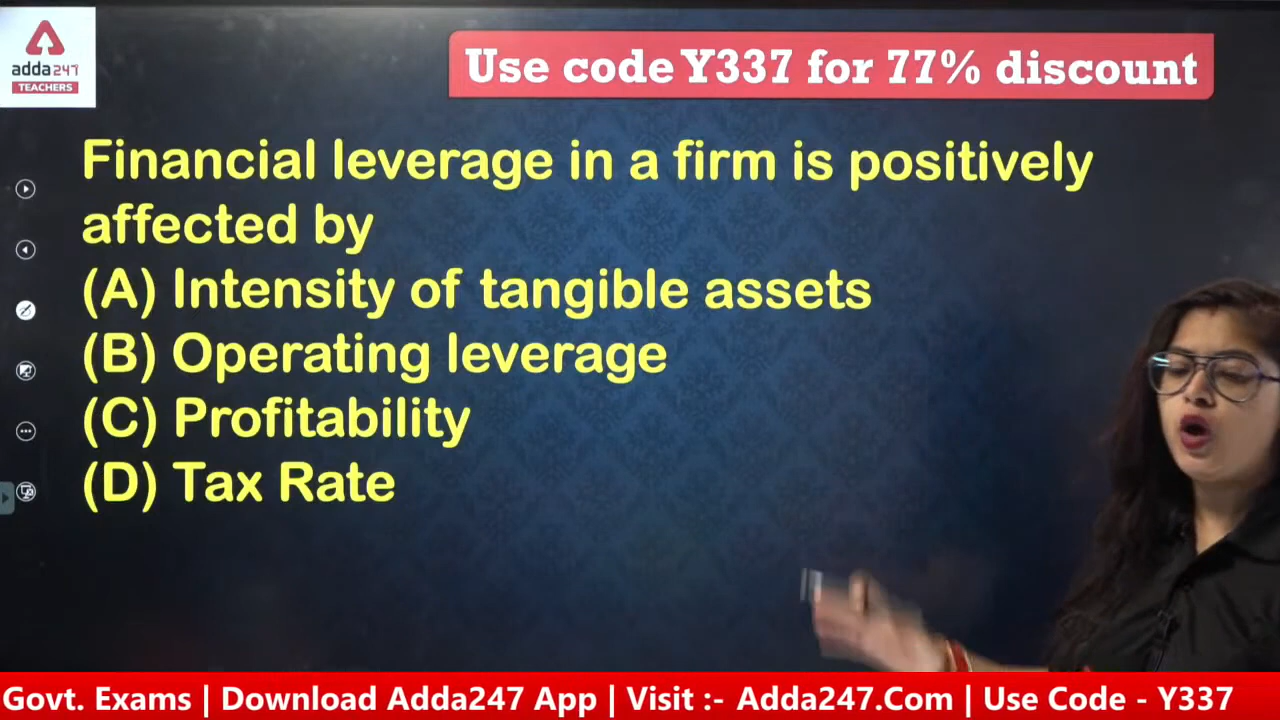 adda247
TEACHERS
Use code Y337 for 77% discount
Financial leverage in a firm is positively
affected by
(A) Intensity of tangible assets
(B) Operating leverage
(C) Profitability
(D) Tax Rate
Govt. Exams | Download Adda247 App | Visit :- Adda247.Com | Use Code - Y337